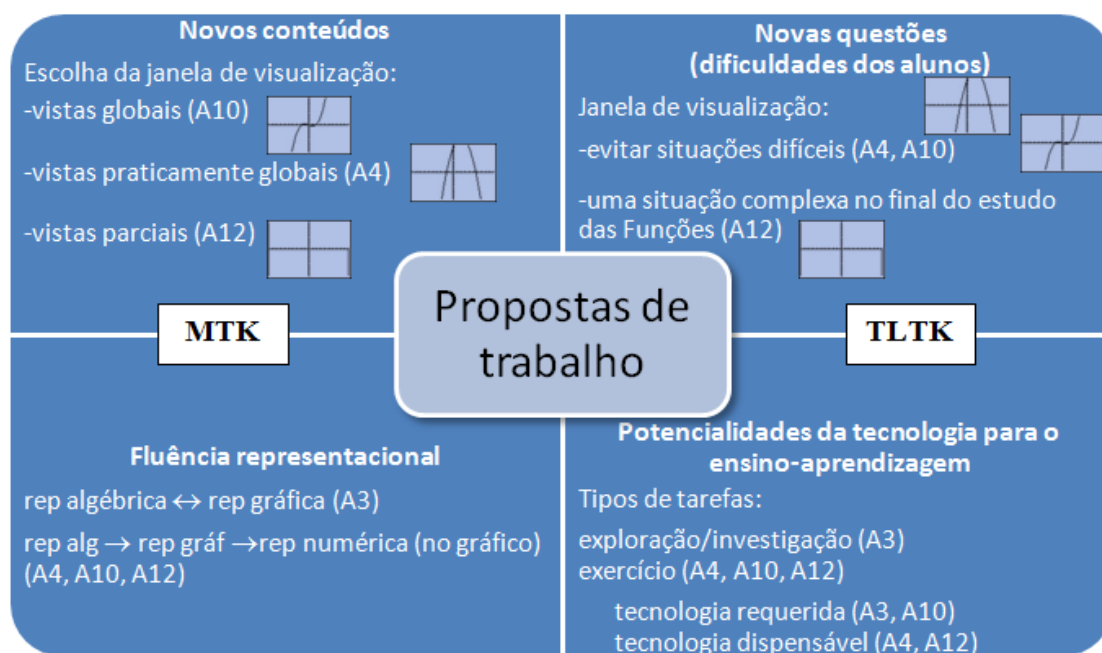 Novos conteúdos
Escolha da janela de visualização:
-vistas globais (A10)
-vistas praticamente globais (A4)
-vistas parciais (A12)
MTK
Novas questões
(dificuldades dos alunos)
Janela de visualização:
-evitar situações difíceis (A4, A10)
-uma situação complexa no final do estudo
das Funções (A12)
TLTK
Propostas de
trabalho
Fluência representacional
rep algébrica ↔ rep gráfica (A3)
rep alg → rep gráf →rep numérica (no gráfico)
(A4, A10, A12)
Potencialidades da tecnologia para o
ensino-aprendizagem
Tipos de tarefas:
exploração/investigação (A3)
exercício (A4, A10, A12)
tecnologia requerida (A3, A10)
tecnologia dispensável (A4, A12)